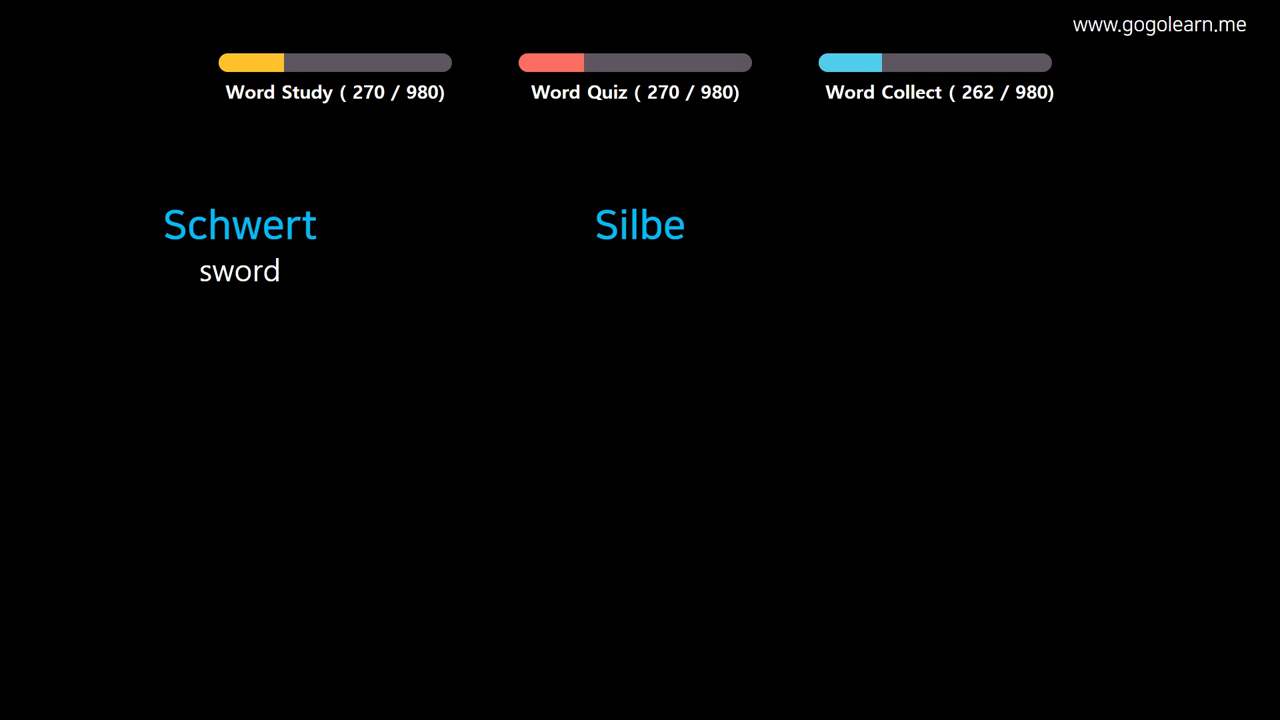 www.gogolearn.me
Word Study ( 270 / 980)
Word Quiz ( 270 / 980)
Word Collect ( 262 / 980)
Schwert
sword
Silbe